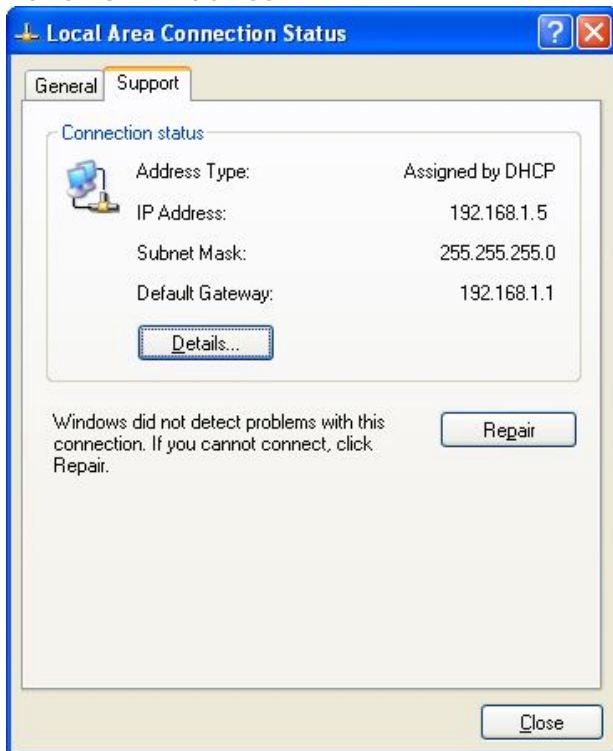 Local Area Connection Status
General Support
Connection status
Address Type: Assigned by DHCP
IP Address: 192.168.1.5
Subnet Mask: 255.255.255.0
Default Gateway: 192.168.1.1
Details...
Windows did not detect problems with this
connection. If you cannot connect, click
Repair.
Repair
Close